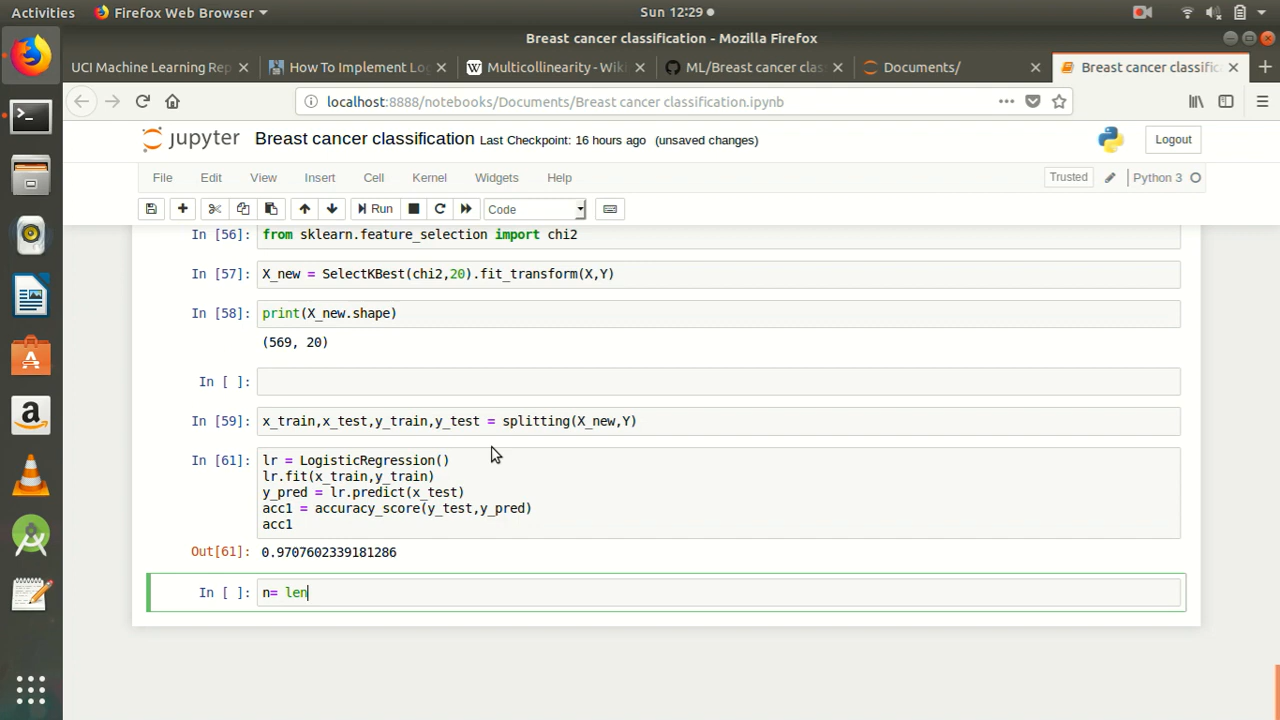 Activities Firefox Web Browser Sun 12:29
Breast cancer classification - Mozilla Firefox
UCI Machine Learning Rep How To Implement Lo Multicollinearity - Wiki ML/Breast cancer clas Documents/ Breast cancer classific
localhost:8888/notebooks/Documents/Breast cancer classification.ipynb
jupyter Breast cancer classification Last Checkpoint: 16 hours ago (unsaved changes) Logout
File Edit View Insert Cell Kernel Widgets Help Trusted Python 3
Run Code
In [56]: from sklearn.feature_selection import chi2
In [57]: X_new = SelectKBest(chi2,20).fit_transform(X,Y)
In [58]: print(X_new.shape)
(569, 20)
In [ ]:
In [59]: x_train,x_test,y_train,y_test = splitting(X_new,Y)
In [61]: lr = LogisticRegression()
lr.fit(x_train,y_train)
y_pred = lr.predict(x_test)
acc1 = accuracy_score(y_test,y_pred)
acc1
Out[61]: 0.9707602339181286
In [ ]: n= len